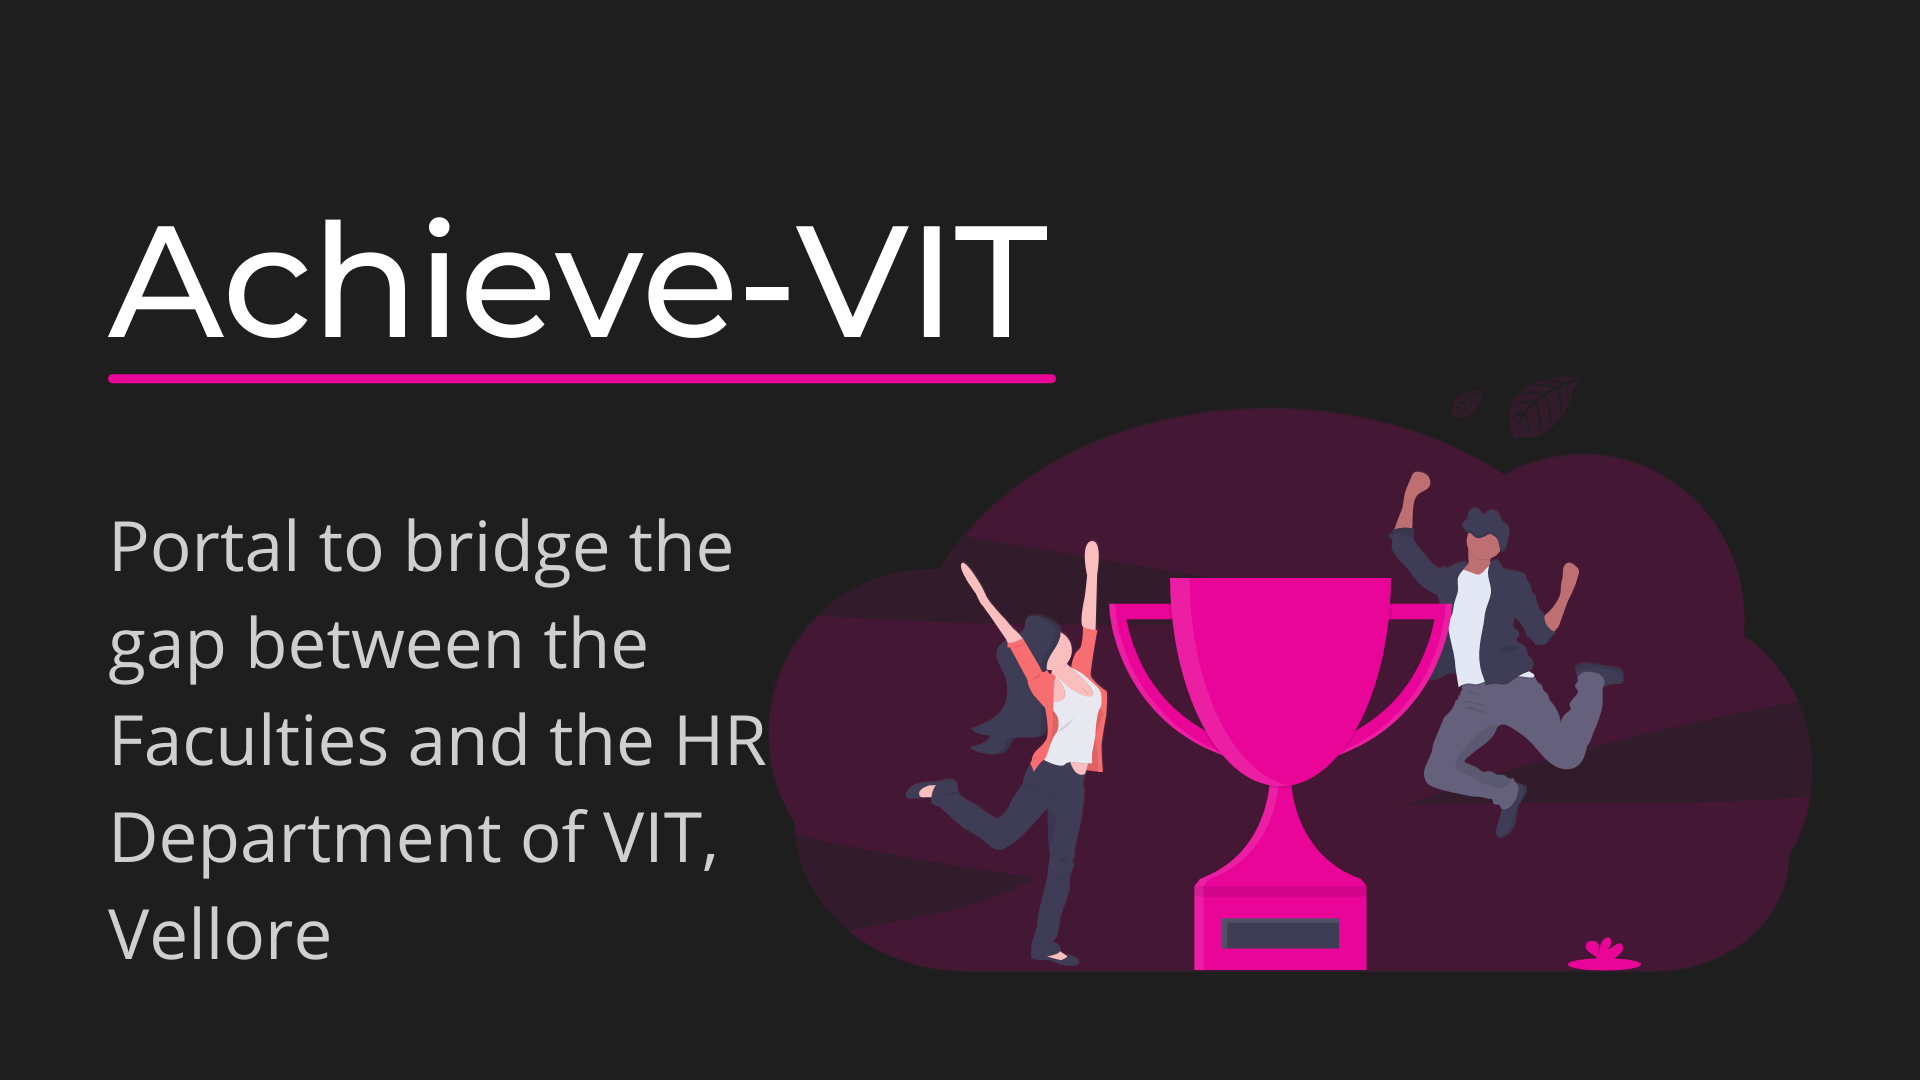 Achieve-VIT
Portal to bridge the
gap between the
Faculties and the HR
Department of VIT,
Vellore